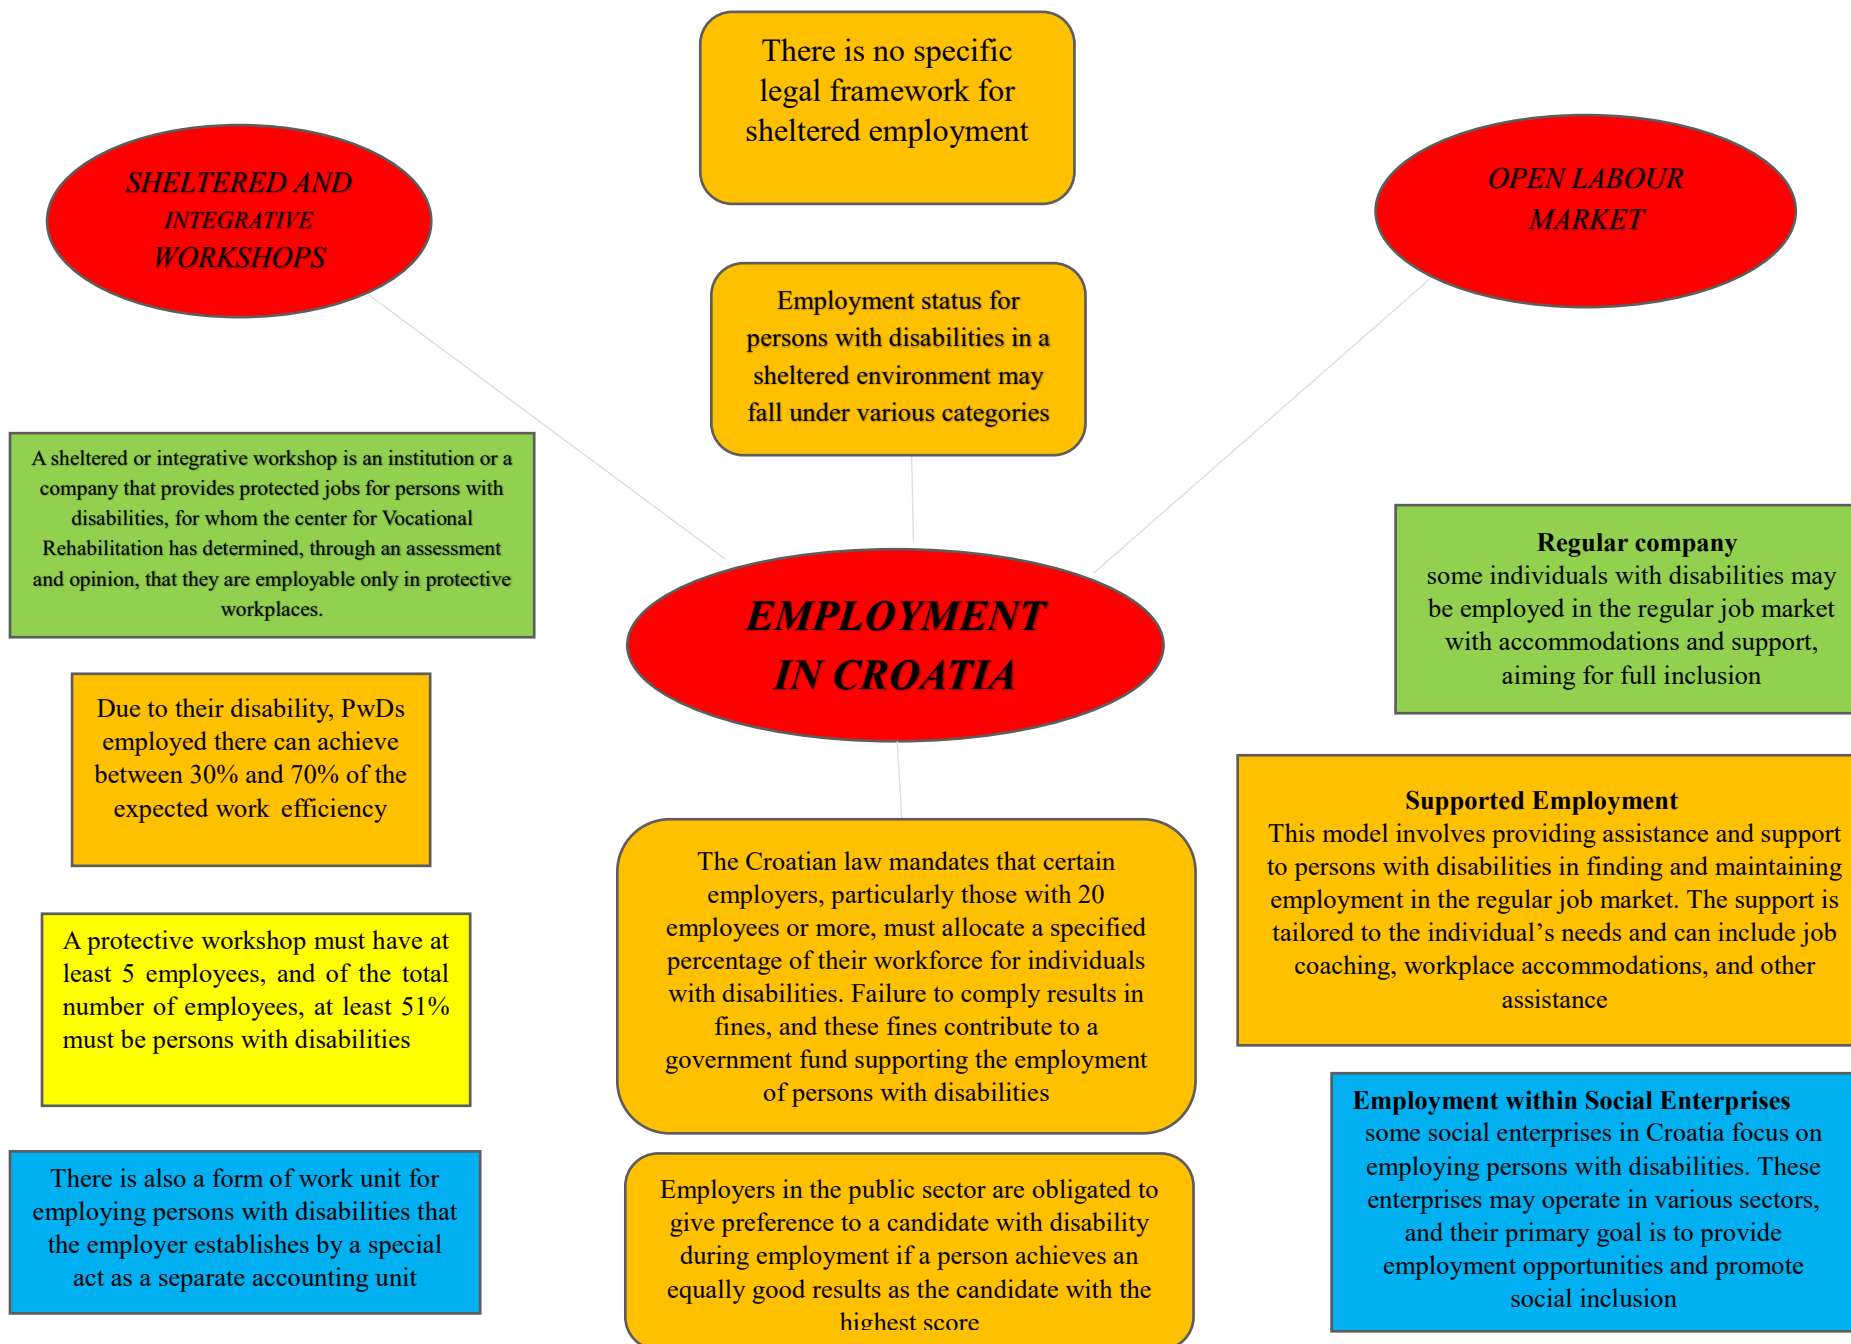 There is no specific
legal framework for
sheltered employment
SHELTERED AND
INTEGRATIVE
WORKSHOPS
OPEN LABOUR
MARKET
Employment status for
persons with disabilities in a
sheltered environment may
fall under various categories
A sheltered or integrative workshop is an institution or a
company that provides protected jobs for persons with
disabilities, for whom the center for Vocational
Rehabilitation has determined, through an assessment
and opinion, that they are employable only in protective
workplaces.
EMPLOYMENT
IN CROATIA
Regular company
some individuals with disabilities may
be employed in the regular job market
with accommodations and support,
aiming for full inclusion
Due to their disability, PwDs
employed there can achieve
between 30% and 70% of the
expected work efficiency
Supported Employment
This model involves providing assistance and support
to persons with disabilities in finding and maintaining
employment in the regular job market. The support is
tailored to the individual’s needs and can include job
coaching, workplace accommodations, and other
assistance
The Croatian law mandates that certain
employers, particularly those with 20
employees or more, must allocate a specified
percentage of their workforce for individuals
with disabilities. Failure to comply results in
fines, and these fines contribute to a
government fund supporting the employment
of persons with disabilities
A protective workshop must have at
least 5 employees, and of the total
number of employees, at least 51%
must be persons with disabilities
Employment within Social Enterprises
some social enterprises in Croatia focus on
employing persons with disabilities. These
enterprises may operate in various sectors,
and their primary goal is to provide
employment opportunities and promote
social inclusion
There is also a form of work unit for
employing persons with disabilities that
the employer establishes by a special
act as a separate accounting unit
Employers in the public sector are obligated to
give preference to a candidate with disability
during employment if a person achieves an
equally good results as the candidate with the
highest score